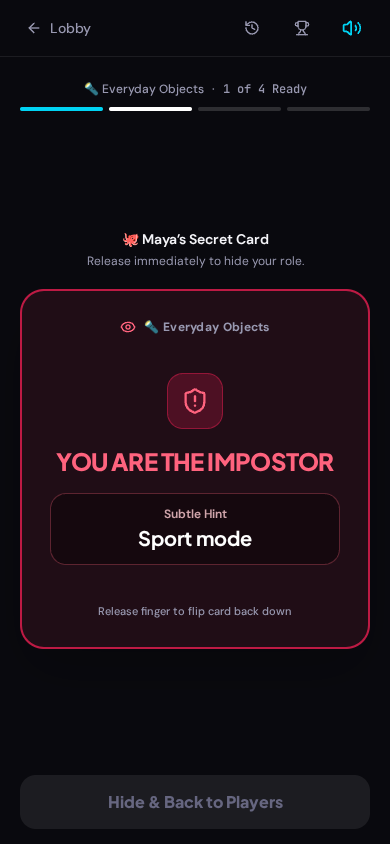 Lobby
Everyday Objects · 1 of 4 Ready
Maya's Secret Card
Release immediately to hide your role.
Everyday Objects
YOU ARE THE IMPOSTOR
Subtle Hint
Sport mode
Release finger to flip card back down
Hide & Back to Players